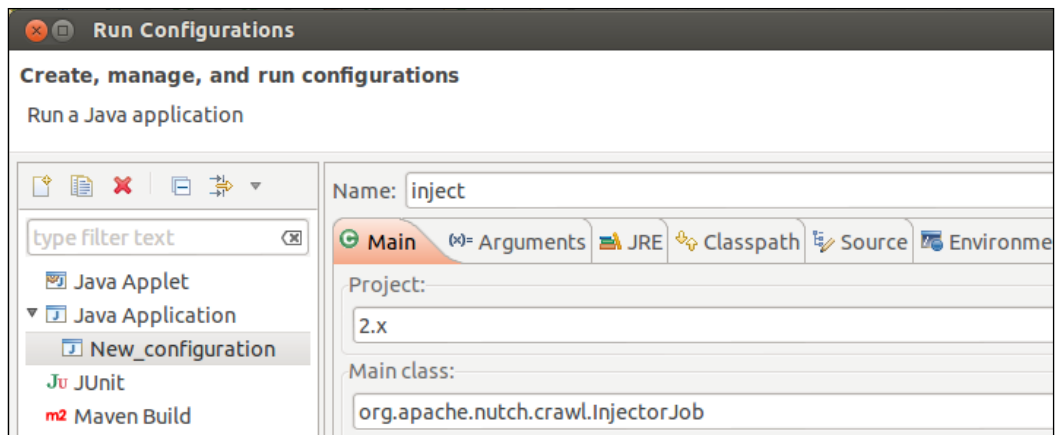 Run Configurations
Create, manage, and run configurations
Run a Java application
type filter text
Java Applet
Java Application
New_configuration
Ju JUnit
m2 Maven Build
Name: inject
Main (x)= Arguments JRE Classpath Source Environme
Project:
2.x
Main class:
org.apache.nutch.crawl.InjectorJob